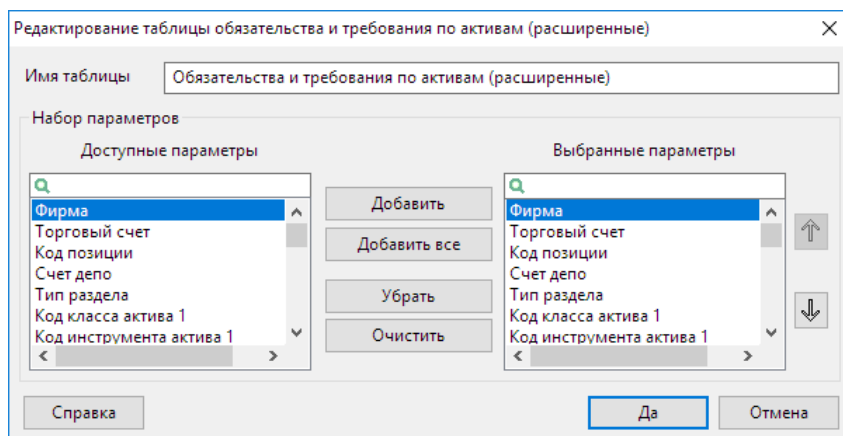 Редактирование таблицы обязательства и требования по активам (расширенные)
Имя таблицы
Обязательства и требования по активам (расширенные)
Набор параметров
Доступные параметры
Фирма
Торговый счет
Код позиции
Счет депо
Тип раздела
Код класса актива 1
Код инструмента актива 1
Добавить
Добавить все
Убрать
Очистить
Выбранные параметры
Фирма
Торговый счет
Код позиции
Счет депо
Тип раздела
Код класса актива 1
Код инструмента актива 1
Справка
Да
Отмена